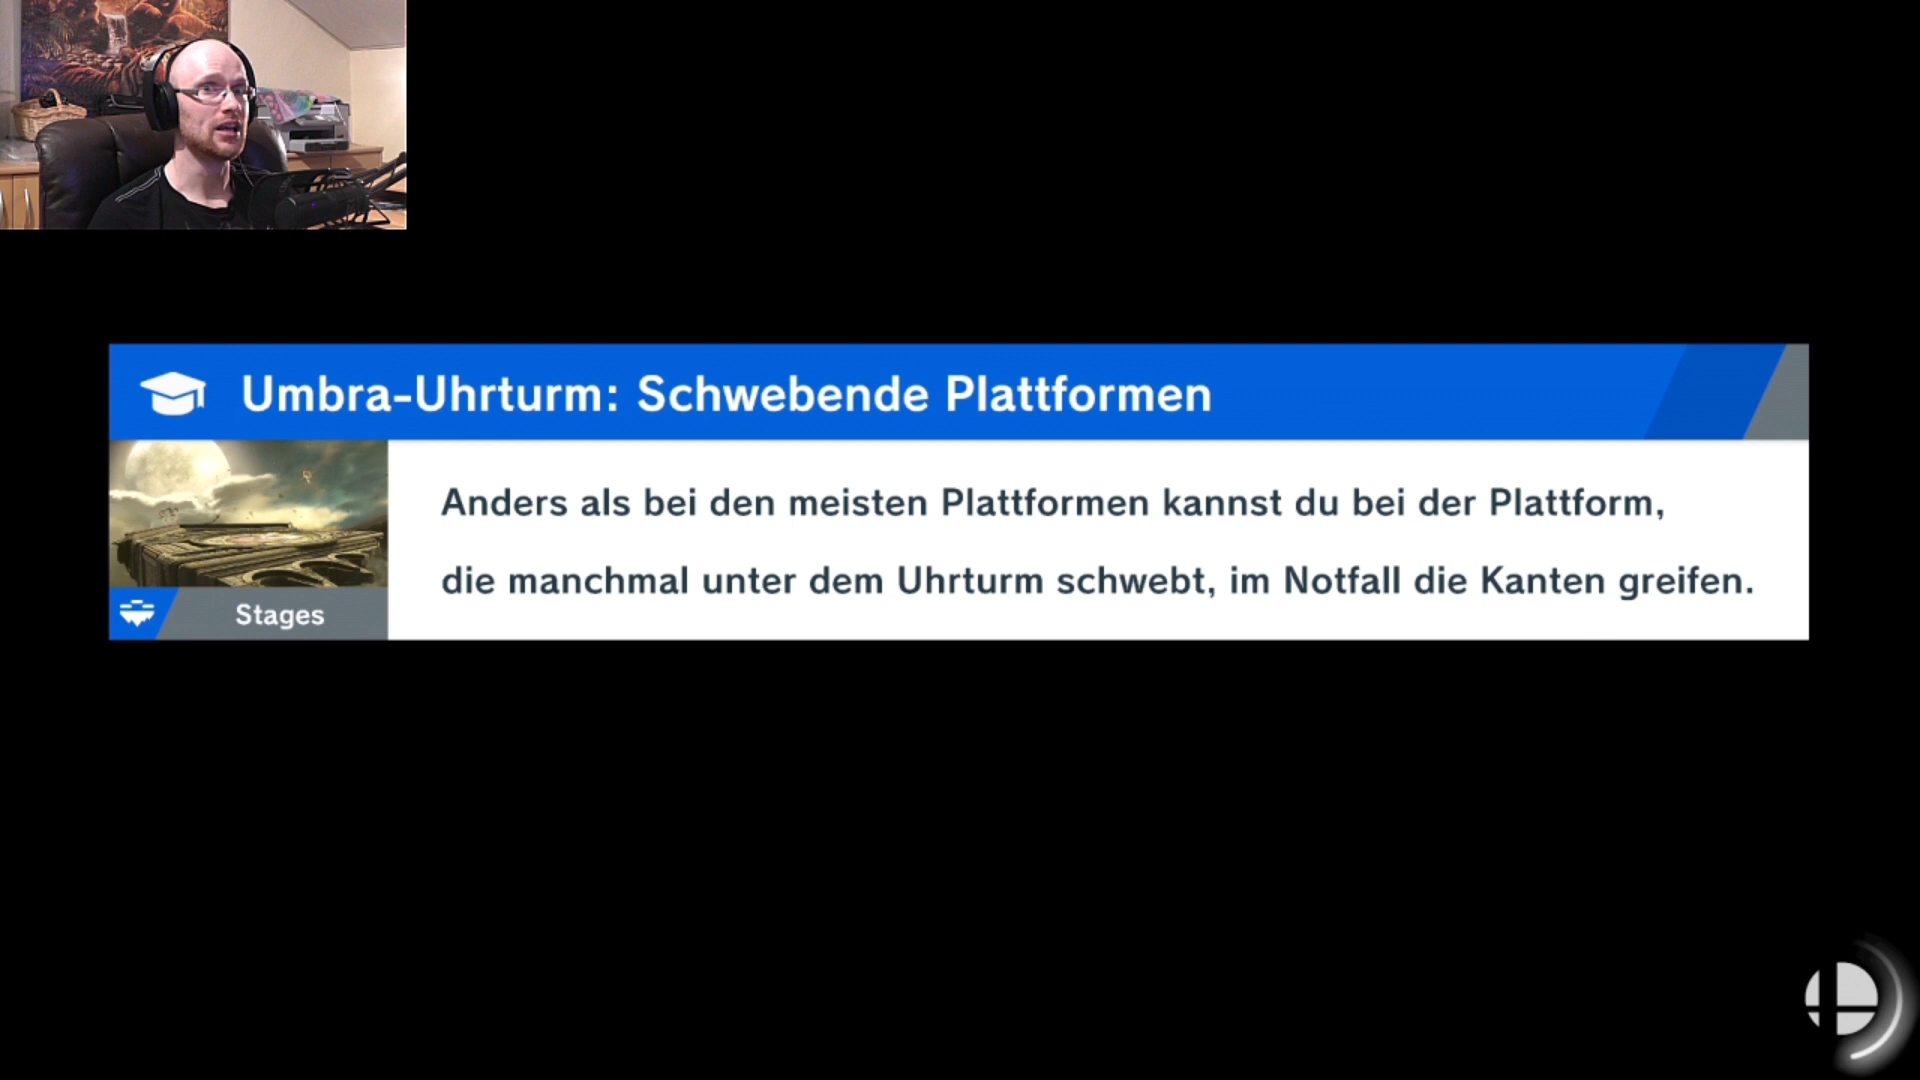 Umbra-Uhrturm: Schwebende Plattformen
Anders als bei den meisten Plattformen kannst du bei der Plattform,
die manchmal unter dem Uhrturm schwebt, im Notfall die Kanten greifen.
Stages